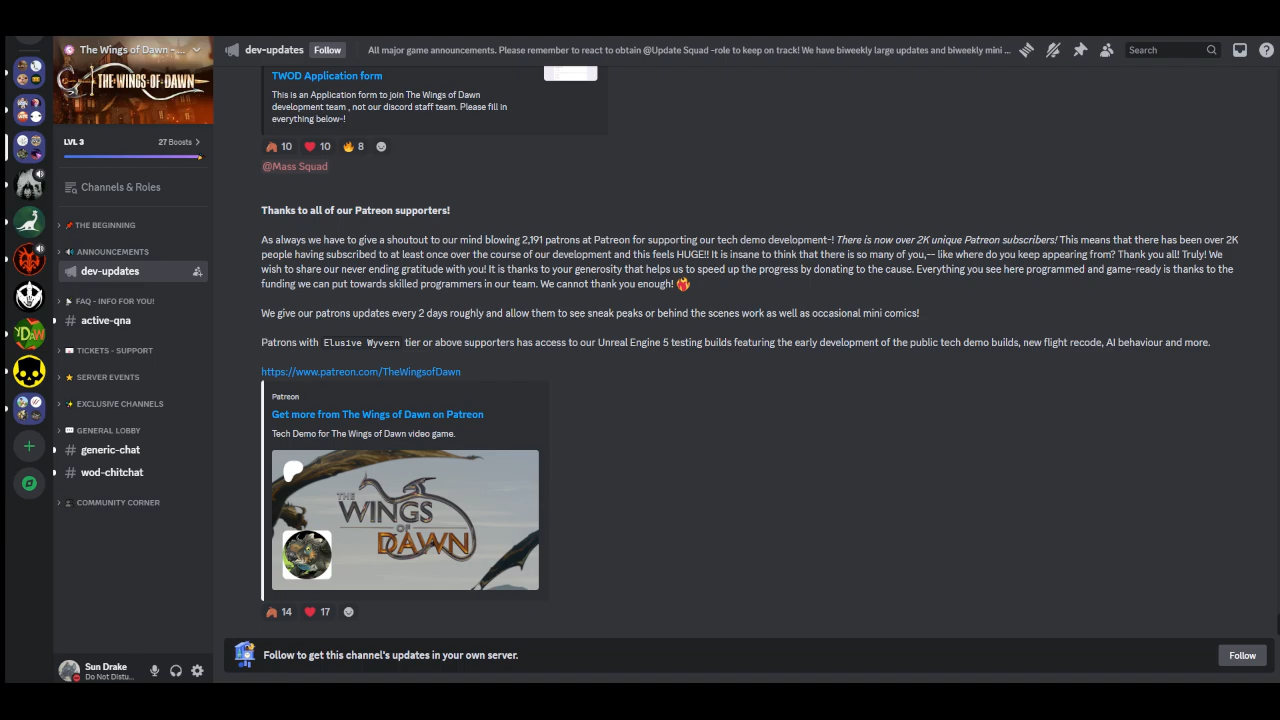 The Wings of Dawn -...
THE WINGS OF DAWN
LVL 3
27 Boosts
Channels & Roles
THE BEGINNING
ANNOUNCEMENTS
dev-updates
FAQ - INFO FOR YOU!
active-qna
TICKETS - SUPPORT
SERVER EVENTS
EXCLUSIVE CHANNELS
GENERAL LOBBY
generic-chat
wod-chitchat
COMMUNITY CORNER
Sun Drake
Do Not Distu...
dev-updates
Follow
All major game announcements. Please remember to react to obtain @Update Squad -role to keep on track! We have biweekly large updates and biweekly mini ...
Search
TWOD Application form
This is an Application form to join The Wings of Dawn
development team , not our discord staff team. Please fill in
everything below-!
10 10 8
@Mass Squad
Thanks to all of our Patreon supporters!
As always we have to give a shoutout to our mind blowing 2,191 patrons at Patreon for supporting our tech demo development-! There is now over 2K unique Patreon subscribers! This means that there has been over 2K
people having subscribed to at least once over the course of our development and this feels HUGE!! It is insane to think that there is so many of you,-- like where do you keep appearing from? Thank you all! Truly! We
wish to share our never ending gratitude with you! It is thanks to your generosity that helps us to speed up the progress by donating to the cause. Everything you see here programmed and game-ready is thanks to the
funding we can put towards skilled programmers in our team. We cannot thank you enough!
We give our patrons updates every 2 days roughly and allow them to see sneak peaks or behind the scenes work as well as occasional mini comics!
Patrons with Elusive Wyvern tier or above supporters has access to our Unreal Engine 5 testing builds featuring the early development of the public tech demo builds, new flight recode, AI behaviour and more.
https://www.patreon.com/TheWingsofDawn
Patreon
Get more from The Wings of Dawn on Patreon
Tech Demo for The Wings of Dawn video game.
THE
WINGS
OF
DAWN
14 17
Follow to get this channel's updates in your own server.
Follow